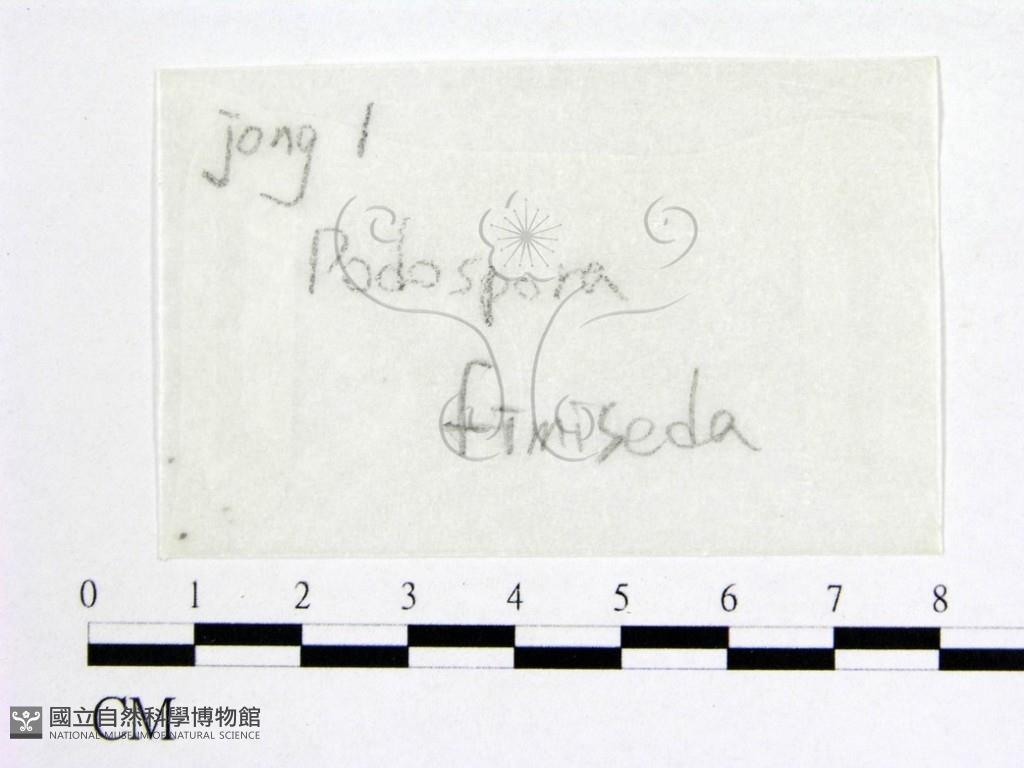 jong 1
Podospora
fimiseda
0 1 2 3 4 5 6 7 8
CM
國立自然科學博物館
NATIONAL MUSEUM OF NATURAL SCIENCE